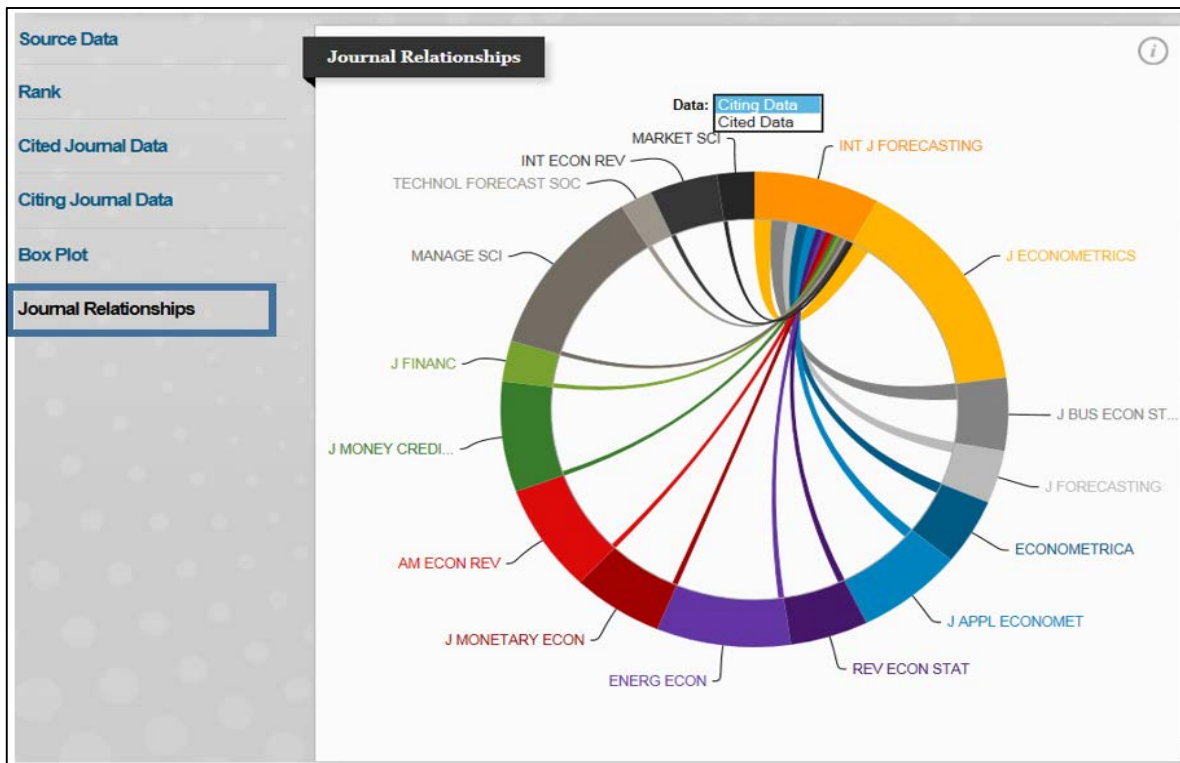 Source Data
Rank
Cited Journal Data
Citing Journal Data
Box Plot
Journal Relationships
Journal Relationships
i
Data: Citing Data
Cited Data
MARKET SCI
INT J FORECASTING
INT ECON REV
TECHNOL FORECAST SOC
MANAGE SCI
J ECONOMETRICS
J FINANC
J BUS ECON ST...
J MONEY CREDI...
J FORECASTING
ECONOMETRICA
AM ECON REV
J APPL ECONOMET
J MONETARY ECON
REV ECON STAT
ENERG ECON